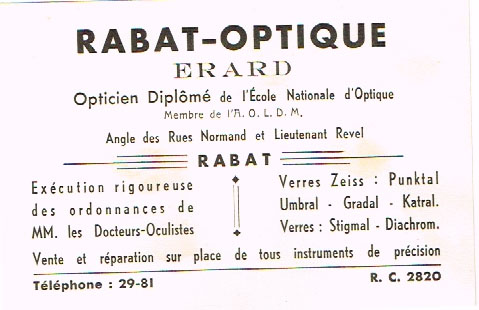 RABAT-OPTIQUE
ERARD
Opticien Diplômé de l'École Nationale d'Optique
Membre de l'A. O. L. D. M.
Angle des Rues Normand et Lieutenant Revel
RABAT
Exécution rigoureuse
des ordonnances de
MM. les Docteurs-Oculistes
Verres Zeiss : Punktal
Umbral - Gradal - Katral.
Verres : Stigmal - Diachrom.
Vente et réparation sur place de tous instruments de précision
Téléphone : 29-81
R. C. 2820